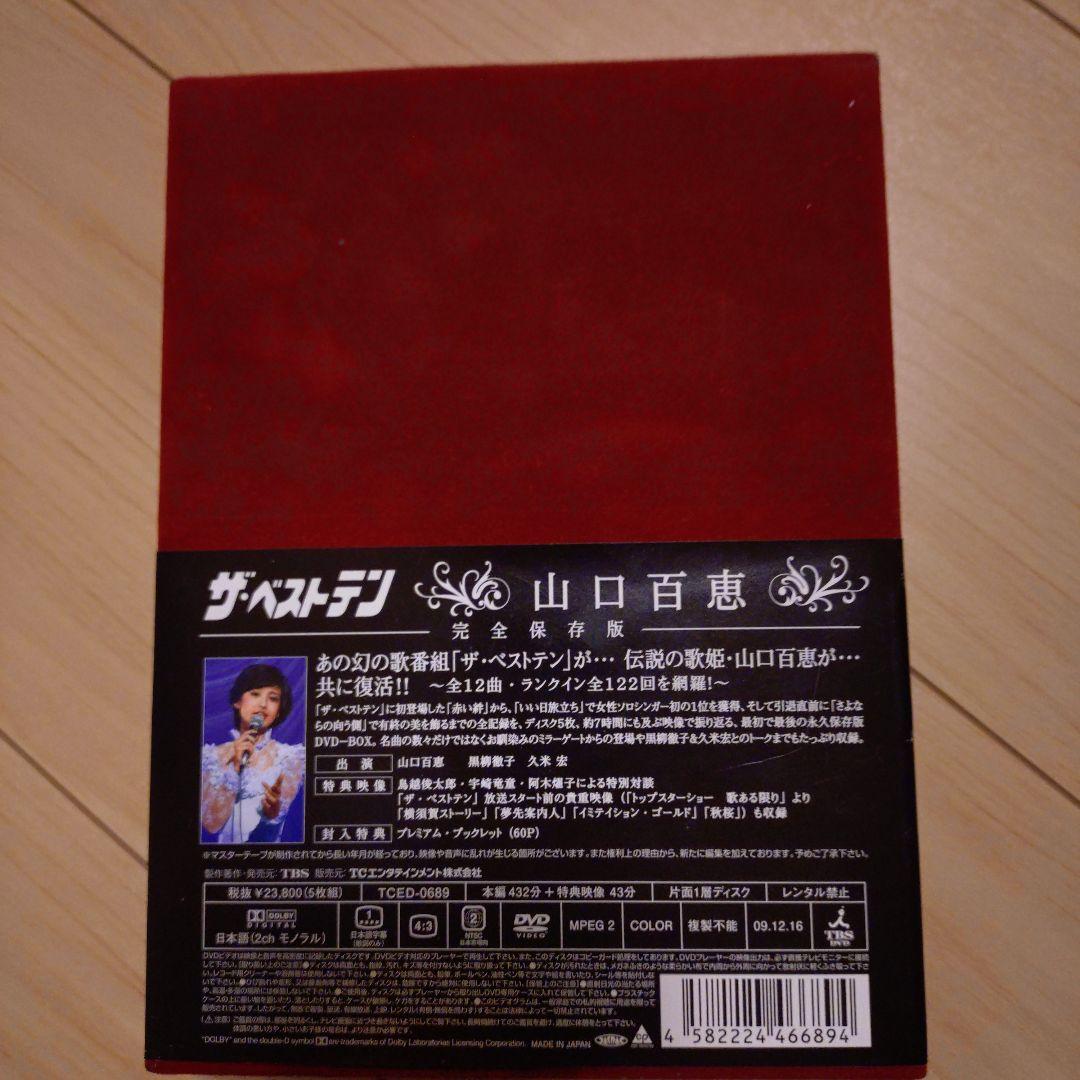 ザ・ベストテン 山口百恵
完全保存版
あの幻の歌番組「ザ・ベストテン」が… 伝説の歌姫・山口百恵が…
共に復活!! ～全12曲・ランクイン全122回を網羅!～
「ザ・ベストテン」に初登場した「赤い絆」から、「いい日旅立ち」で女性ソロシンガー初の1位を獲得、そして引退直前に「さよな
らの向う側」で有終の美を飾るまでの全記録を、ディスク5枚、約7時間にも及ぶ映像で振り返る、最初で最後の永久保存版
DVD-BOX。名曲の数々だけではなくお馴染みのミラーゲートからの登場や黒柳徹子&久米宏とのトークまでもたっぷり収録。
出演 山口百恵 黒柳徹子 久米 宏
特典映像 鳥越俊太郎・宇崎竜童・阿木燿子による特別対談
「ザ・ベストテン」放送スタート前の貴重映像（「トップスターショー 歌ある限り」より
「横須賀ストーリー」「夢先案内人」「イミテイション・ゴールド」「秋桜」）も収録
封入特典 プレミアム・ブックレット（60P）
※マスターテープが制作されてから長い年月が経っており、映像や音声に乱れが生じる箇所がございます。また権利上の理由から、新たに編集を加えております。予めご了承下さい。
製作著作・発売元：TBS 販売元：TCエンタテインメント株式会社
税抜 ¥23,800(5枚組) TCED-0689 本編 432分＋特典映像 43分 片面1層ディスク レンタル禁止
DOLBY DIGITAL 日本語(2ch モノラル) 1 日本語字幕 (歌詞のみ) 4:3 2 NTSC 日本市場向 DVD VIDEO MPEG 2 COLOR 複製不能 09.12.16 TBS DVD
"DOLBY" and the double-D symbol are trademarks of Dolby Laboratories Licensing Corporation. MADE IN JAPAN
4 582224 466894